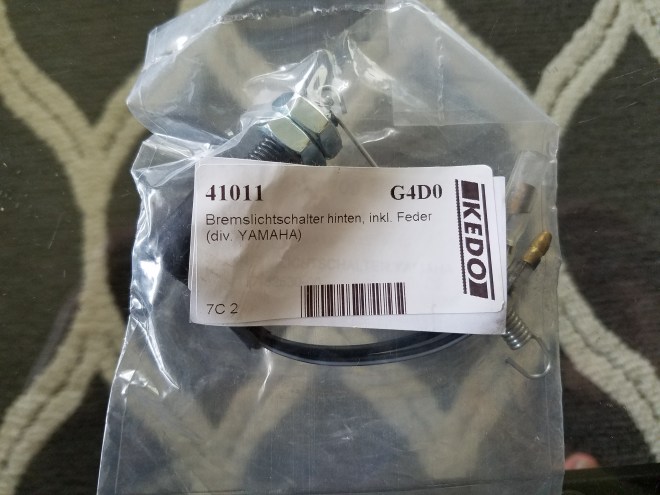 41011 G4D0
Bremslichtschalter hinten, inkl. Feder
(div. YAMAHA)
7C 2
KEDO